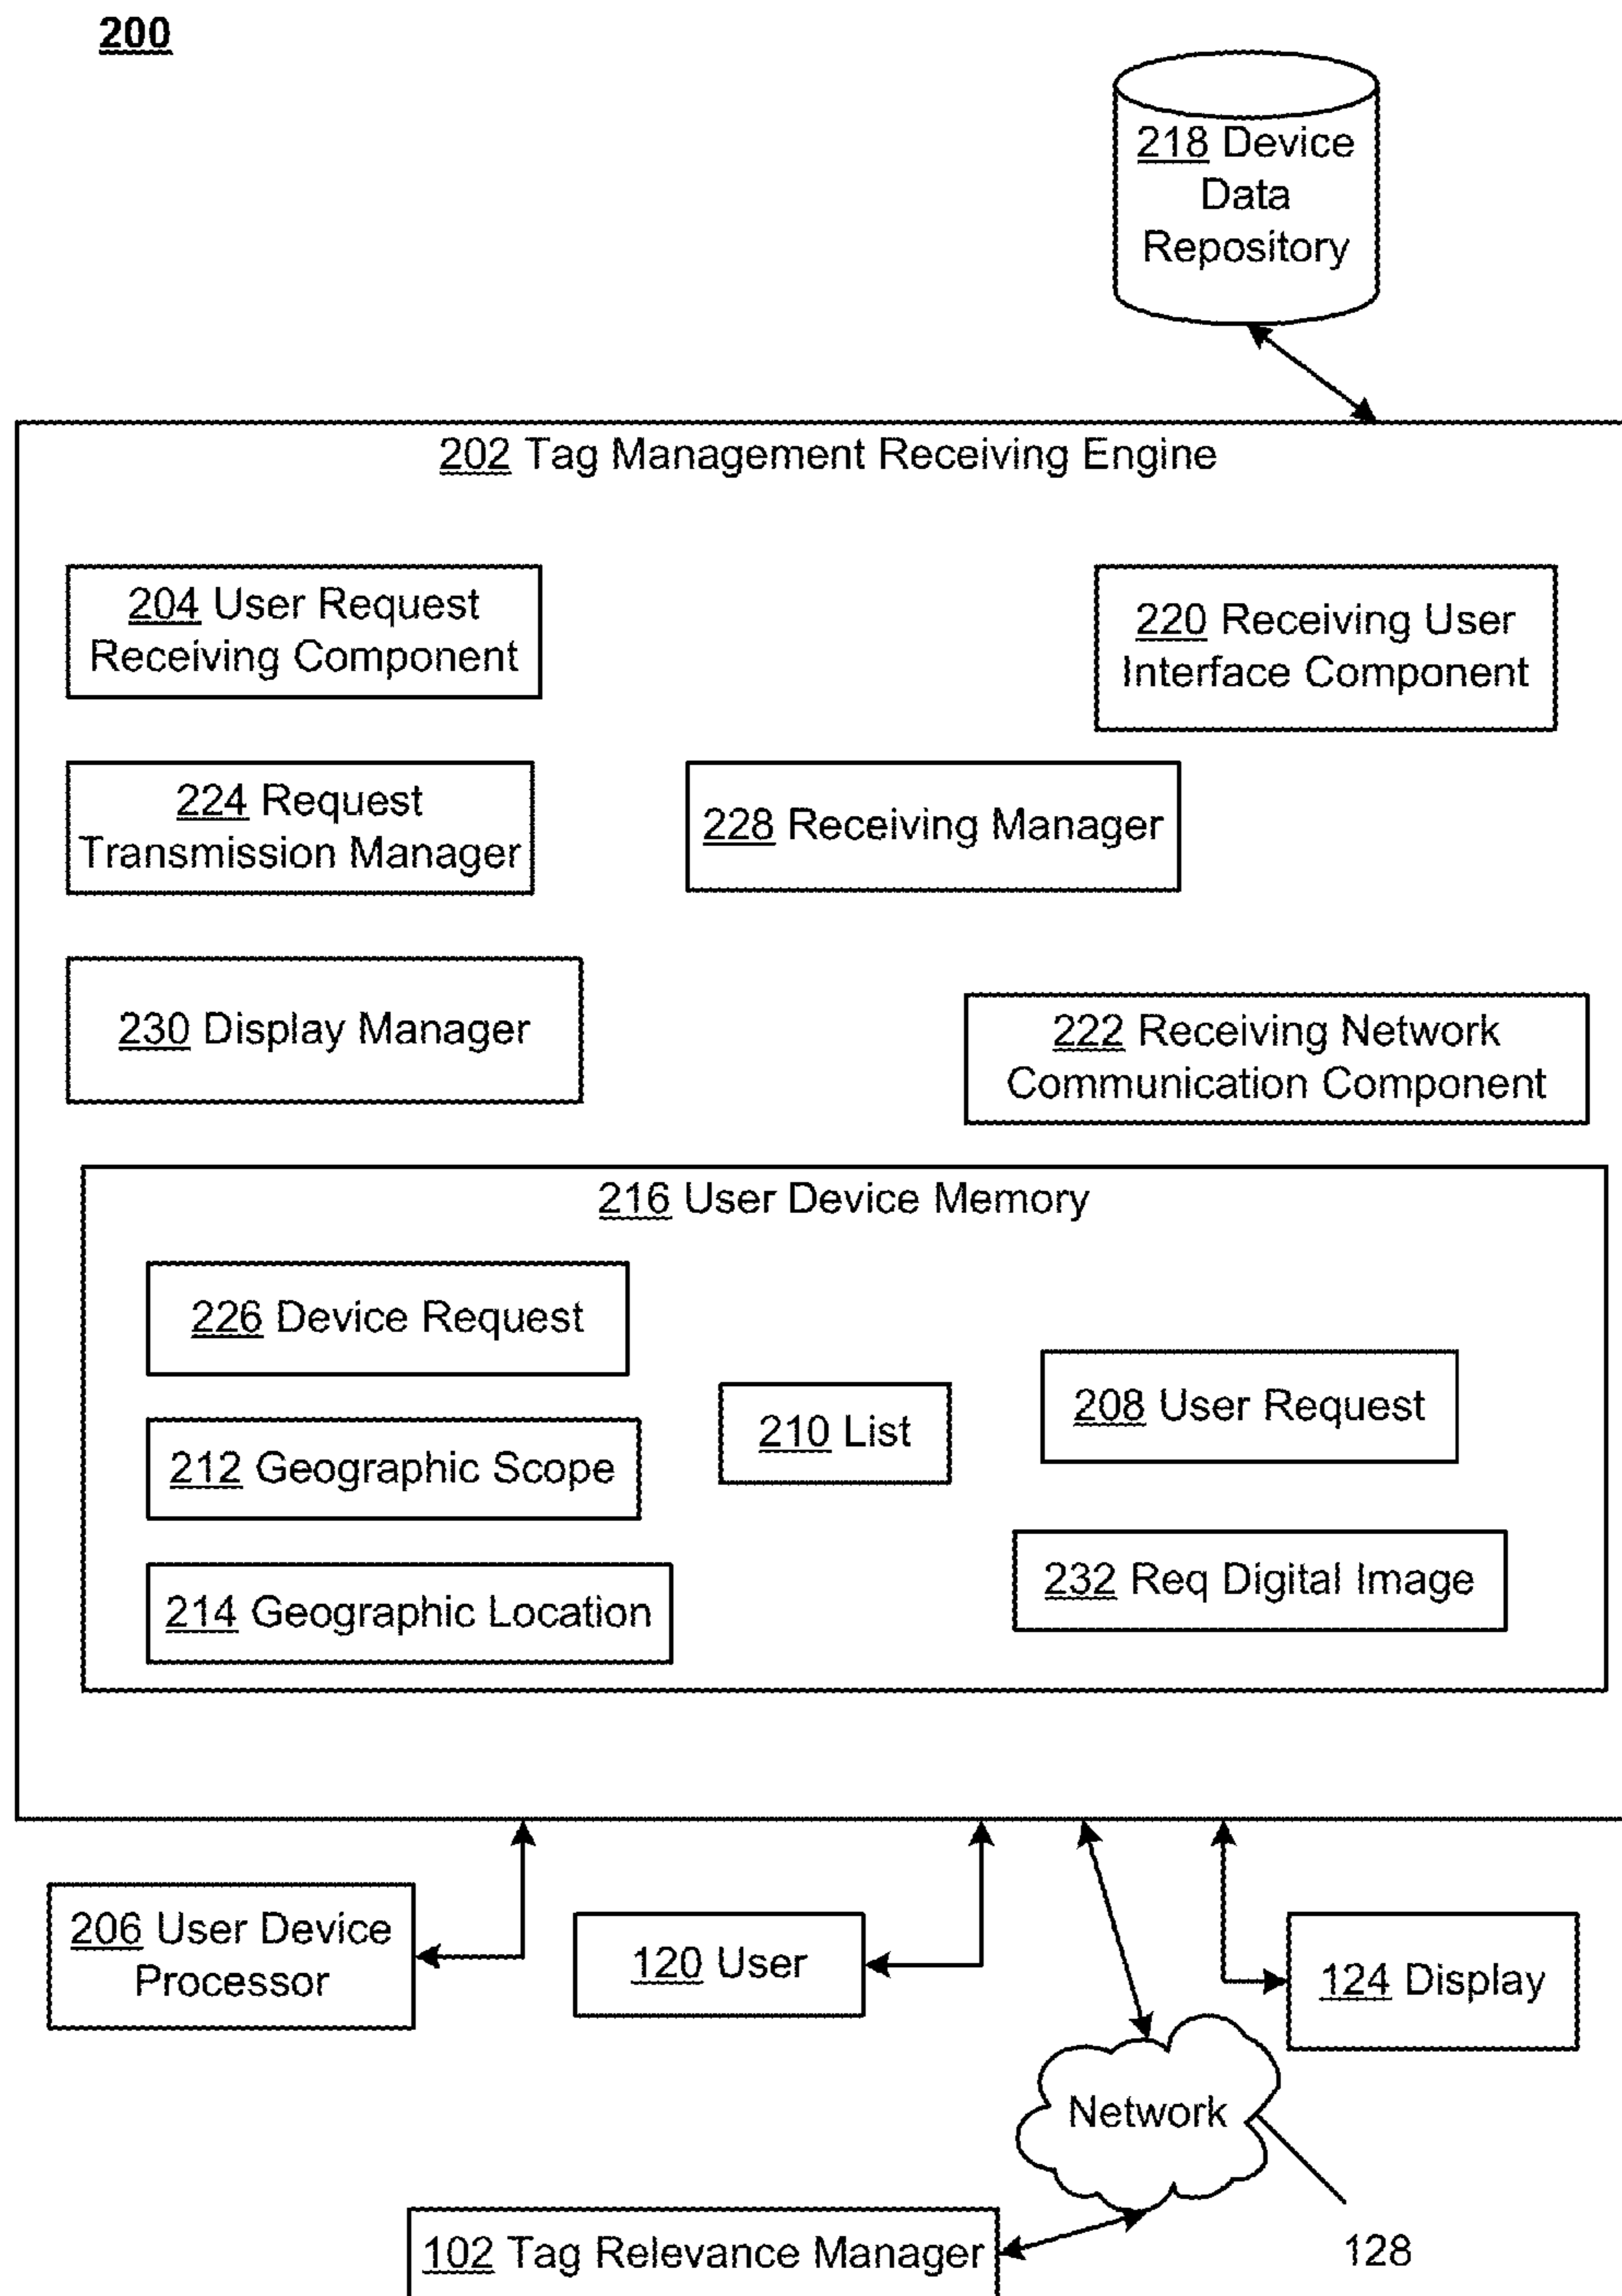 200
218 Device
Data
Repository
202 Tag Management Receiving Engine
204 User Request
Receiving Component
220 Receiving User
Interface Component
224 Request
Transmission Manager
228 Receiving Manager
230 Display Manager
222 Receiving Network
Communication Component
216 User Device Memory
226 Device Request
210 List
208 User Request
212 Geographic Scope
232 Req Digital Image
214 Geographic Location
206 User Device
Processor
120 User
124 Display
Network
102 Tag Relevance Manager
128